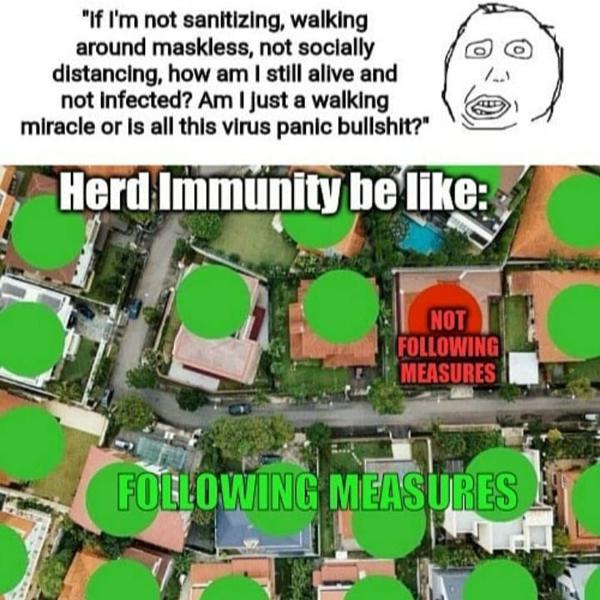 "If I'm not sanitizing, walking
around maskless, not socially
distancing, how am I still alive and
not infected? Am I just a walking
miracle or is all this virus panic bullshit?"
Herd Immunity be like:
NOT
FOLLOWING
MEASURES
FOLLOWING MEASURES